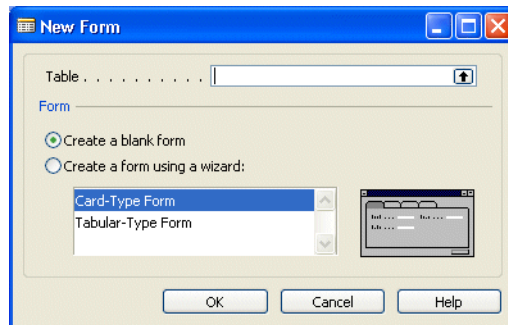 New Form
Table . . . . . . . . . .
Form
Create a blank form
Create a form using a wizard:
Card-Type Form
Tabular-Type Form
OK Cancel Help